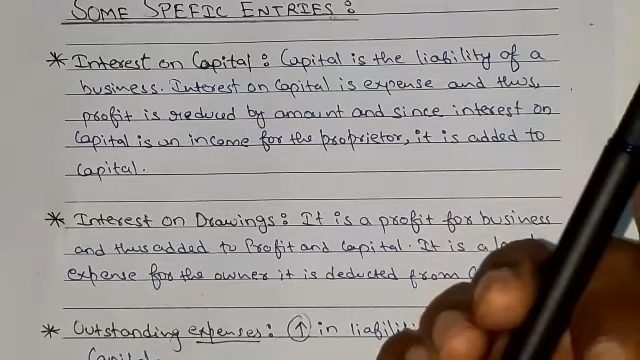 SOME SPEFIC ENTRIES :
* Interest on Capital : Capital is the liability of a
business. Interest on Capital is expense and thus,
profit is reduced by amount and since interest on
Capital is an income for the proprietor, it is added to
Capital.
* Interest on Drawings : It is a profit for business
and thus added to Profit and Capital. It is a
expense for the owner it is deducted from
* Outstanding expenses : ↑ in
Capital.